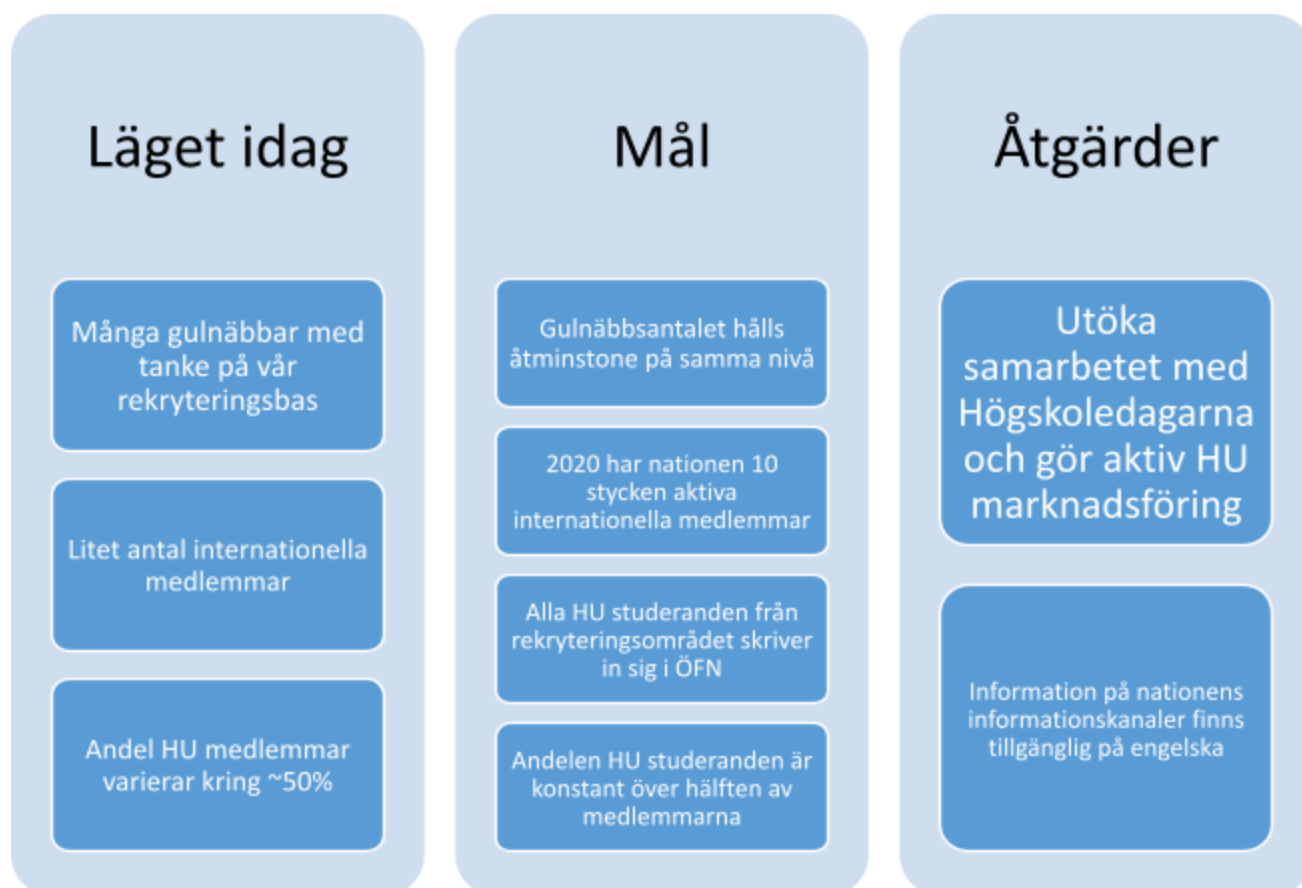 Läget idag
Många gulnäbbar med
tanke på vår
rekryteringsbas
Litet antal internationella
medlemmar
Andel HU medlemmar
varierar kring ~50%
Mål
Gulnäbbsantalet hålls
åtminstone på samma nivå
2020 har nationen 10
stycken aktiva
internationella medlemmar
Alla HU studeranden från
rekryteringsområdet skriver
in sig i ÖFN
Andelen HU studeranden är
konstant över hälften av
medlemmarna
Åtgärder
Utöka
samarbetet med
Högskoledagarna
och gör aktiv HU
marknadsföring
Information på nationens
informationskanaler finns
tillgänglig på engelska